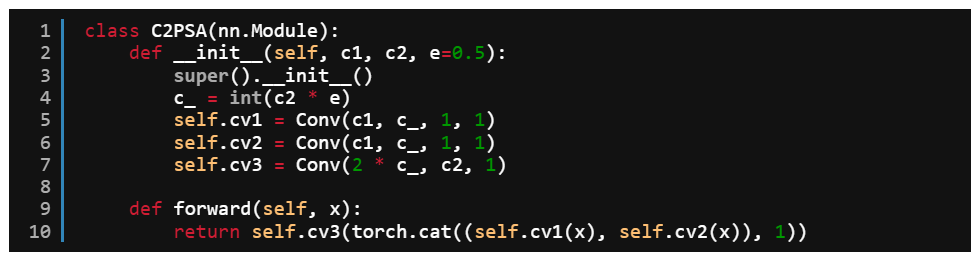 1 class C2PSA(nn.Module):
2     def __init__(self, c1, c2, e=0.5):
3         super().__init__()
4         c_ = int(c2 * e)
5         self.cv1 = Conv(c1, c_, 1, 1)
6         self.cv2 = Conv(c1, c_, 1, 1)
7         self.cv3 = Conv(2 * c_, c2, 1)
8
9     def forward(self, x):
10         return self.cv3(torch.cat((self.cv1(x), self.cv2(x)), 1))